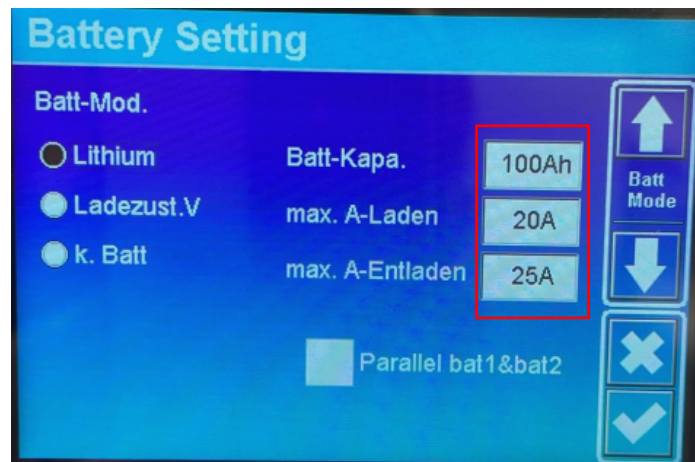 Battery Setting
Batt-Mod.
Lithium
Ladezust.V
k. Batt
Batt-Kapa. 100Ah
max. A-Laden 20A
max. A-Entladen 25A
Parallel bat1&bat2
Batt
Mode